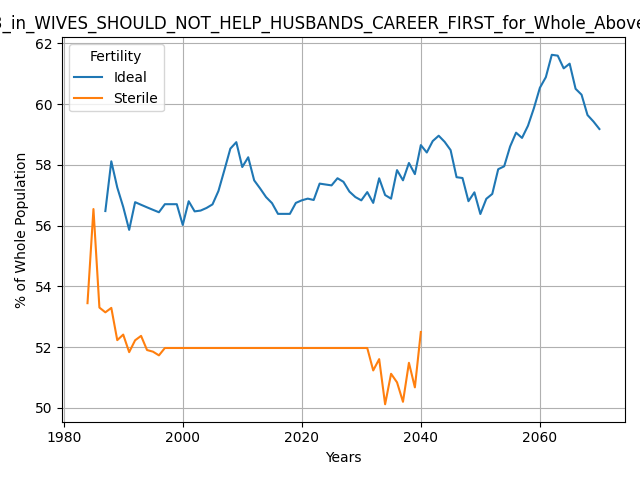 _in_WIVES_SHOULD_NOT_HELP_HUSBANDS_CAREER_FIRST_for_Whole_Above
Fertility
Ideal
Sterile
% of Whole Population
62
60
58
56
54
52
50
1980
2000
2020
2040
2060
Years